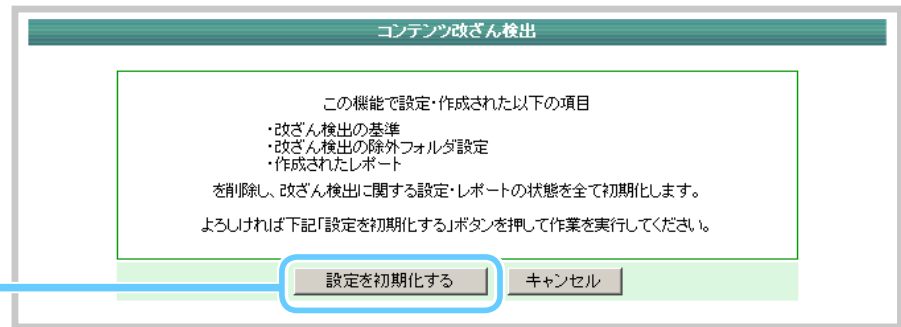 コンテンツ改ざん検出
この機能で設定・作成された以下の項目
・改ざん検出の基準
・改ざん検出の除外フォルダ設定
・作成されたレポート
を削除し、改ざん検出に関する設定・レポートの状態を全て初期化します。
よろしければ下記「設定を初期化する」ボタンを押して作業を実行してください。
設定を初期化する
キャンセル